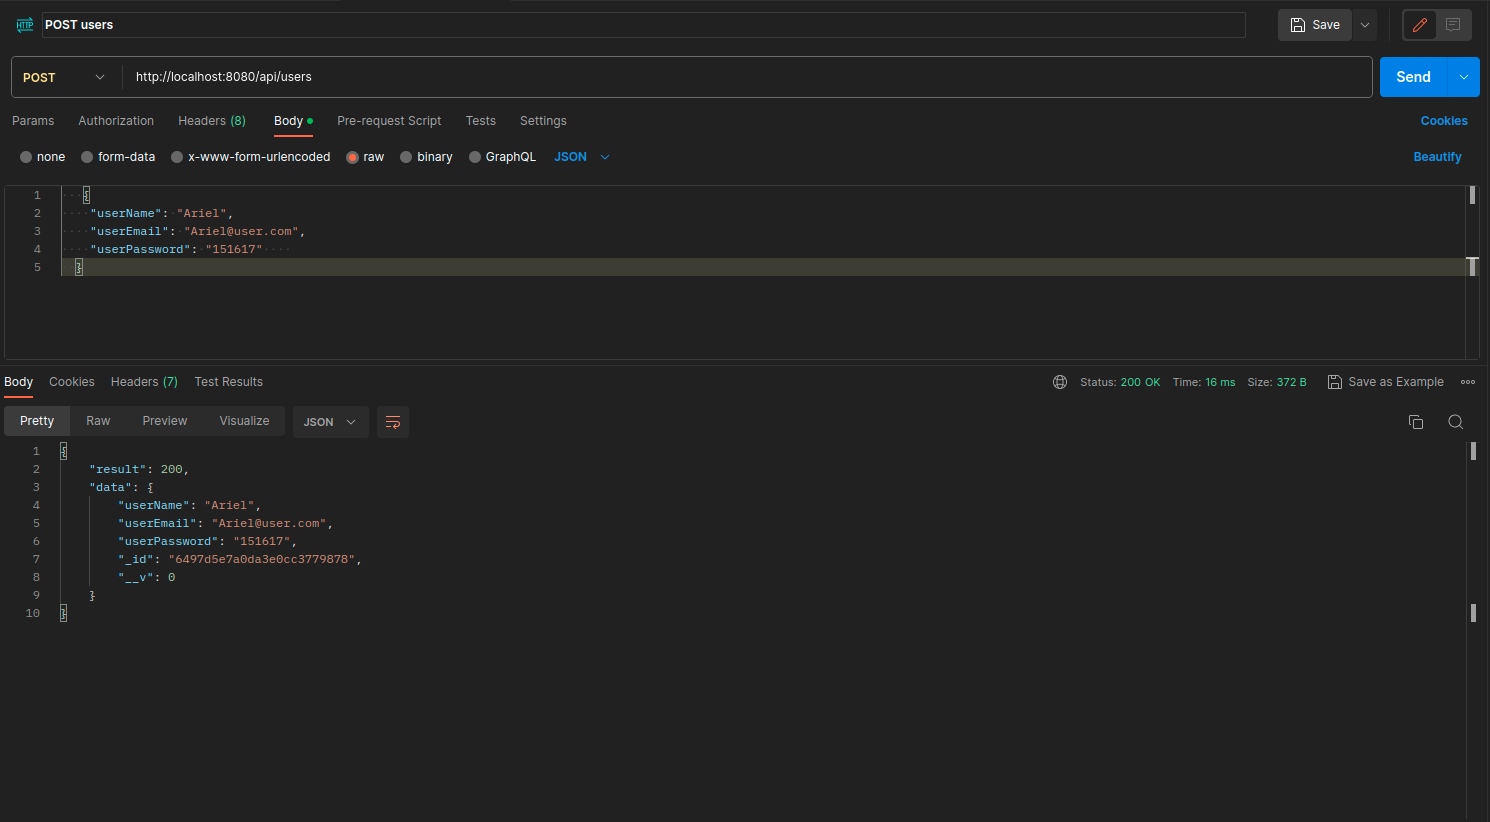 HTTP POST users Save
POST http://localhost:8080/api/users Send
Params Authorization Headers (8) Body Pre-request Script Tests Settings Cookies
none form-data x-www-form-urlencoded raw binary GraphQL JSON Beautify
1 {
2 "userName": "Ariel",
3 "userEmail": "Ariel@user.com",
4 "userPassword": "151617"
5 }
Body Cookies Headers (7) Test Results Status: 200 OK Time: 16 ms Size: 372 B Save as Example
Pretty Raw Preview Visualize JSON
1 {
2 "result": 200,
3 "data": {
4 "userName": "Ariel",
5 "userEmail": "Ariel@user.com",
6 "userPassword": "151617",
7 "_id": "6497d5e7a0da3e0cc3779878",
8 "__v": 0
9 }
10 }